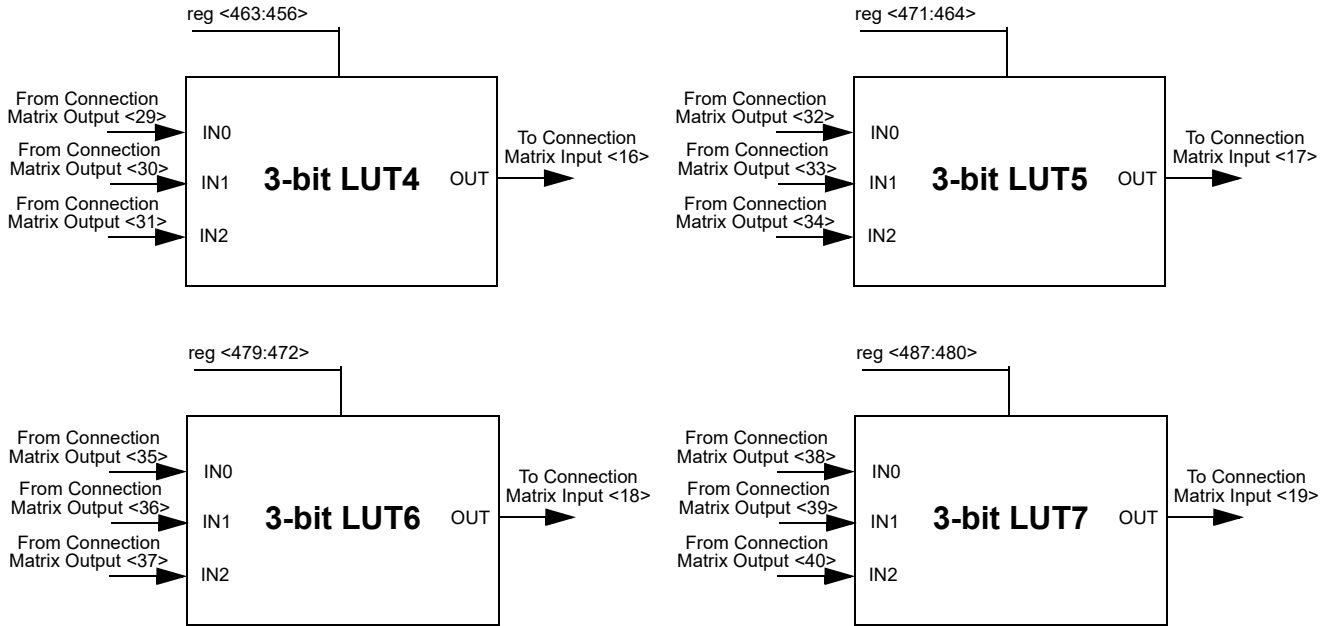 reg <463:456>
From Connection
Matrix Output <29>
IN0
From Connection
Matrix Output <30>
IN1
From Connection
Matrix Output <31>
IN2
3-bit LUT4
OUT
To Connection
Matrix Input <16>
reg <471:464>
From Connection
Matrix Output <32>
IN0
From Connection
Matrix Output <33>
IN1
From Connection
Matrix Output <34>
IN2
3-bit LUT5
OUT
To Connection
Matrix Input <17>
reg <479:472>
From Connection
Matrix Output <35>
IN0
From Connection
Matrix Output <36>
IN1
From Connection
Matrix Output <37>
IN2
3-bit LUT6
OUT
To Connection
Matrix Input <18>
reg <487:480>
From Connection
Matrix Output <38>
IN0
From Connection
Matrix Output <39>
IN1
From Connection
Matrix Output <40>
IN2
3-bit LUT7
OUT
To Connection
Matrix Input <19>